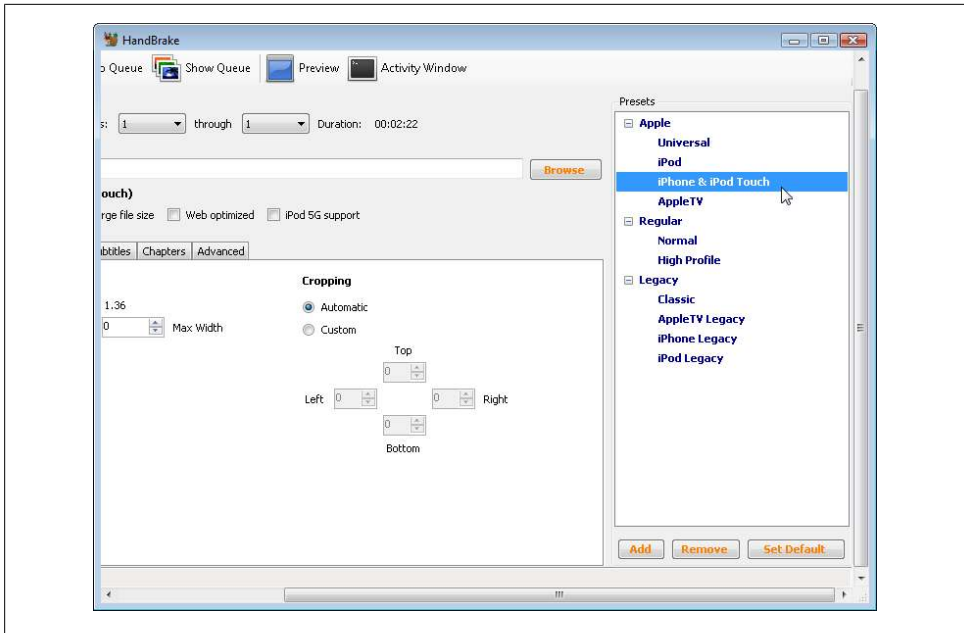 HandBrake
o Queue Show Queue Preview Activity Window
s: 1 through 1 Duration: 00:02:22
Browse
ouch)
rge file size Web optimized iPod 5G support
btitles Chapters Advanced
1.36
0 Max Width
Cropping
Automatic
Custom
Top
0
Left 0 0 Right
0
Bottom
Presets
Apple
Universal
iPod
iPhone & iPod Touch
AppleTV
Regular
Normal
High Profile
Legacy
Classic
AppleTV Legacy
iPhone Legacy
iPod Legacy
Add Remove Set Default